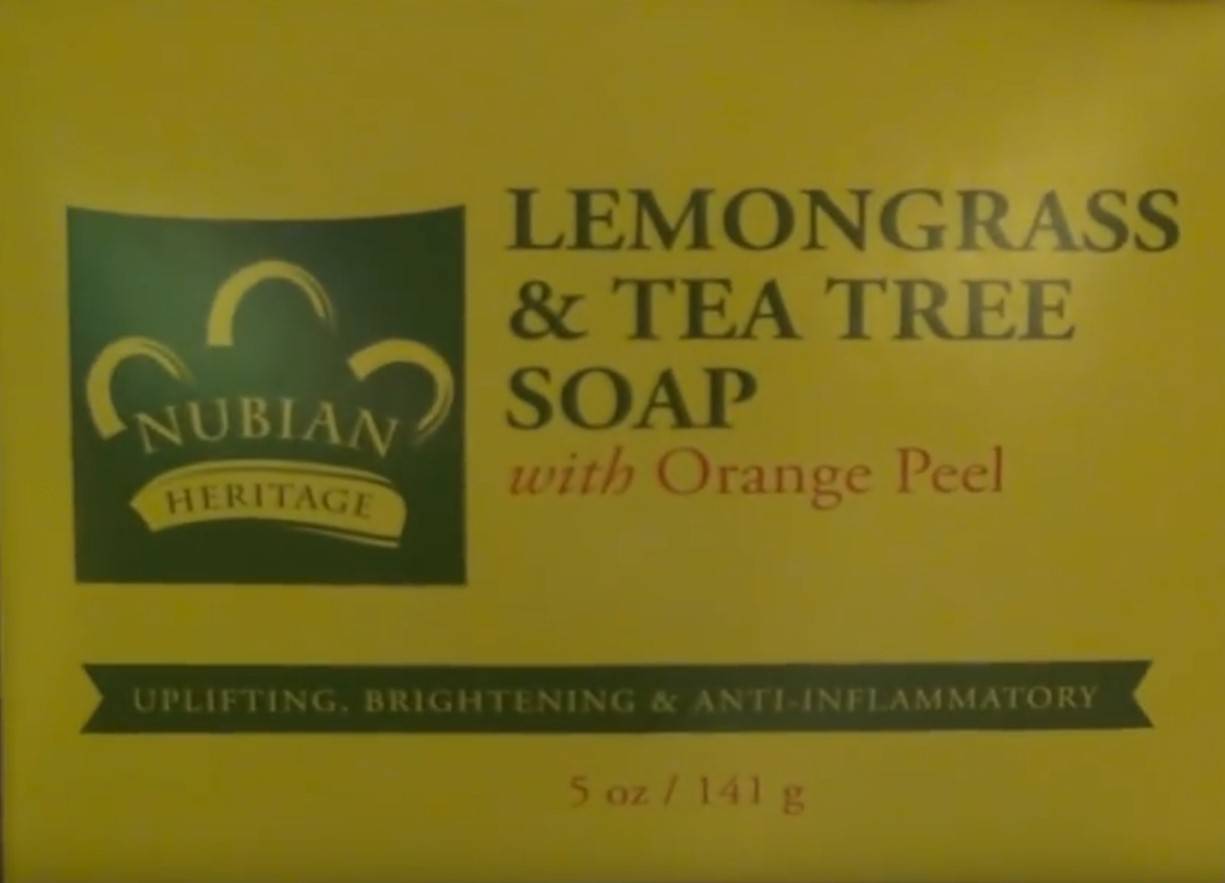 NUBIAN
HERITAGE
LEMONGRASS
& TEA TREE
SOAP
with Orange Peel
UPLIFTING, BRIGHTENING & ANTI-INFLAMMATORY
5 oz / 141 g